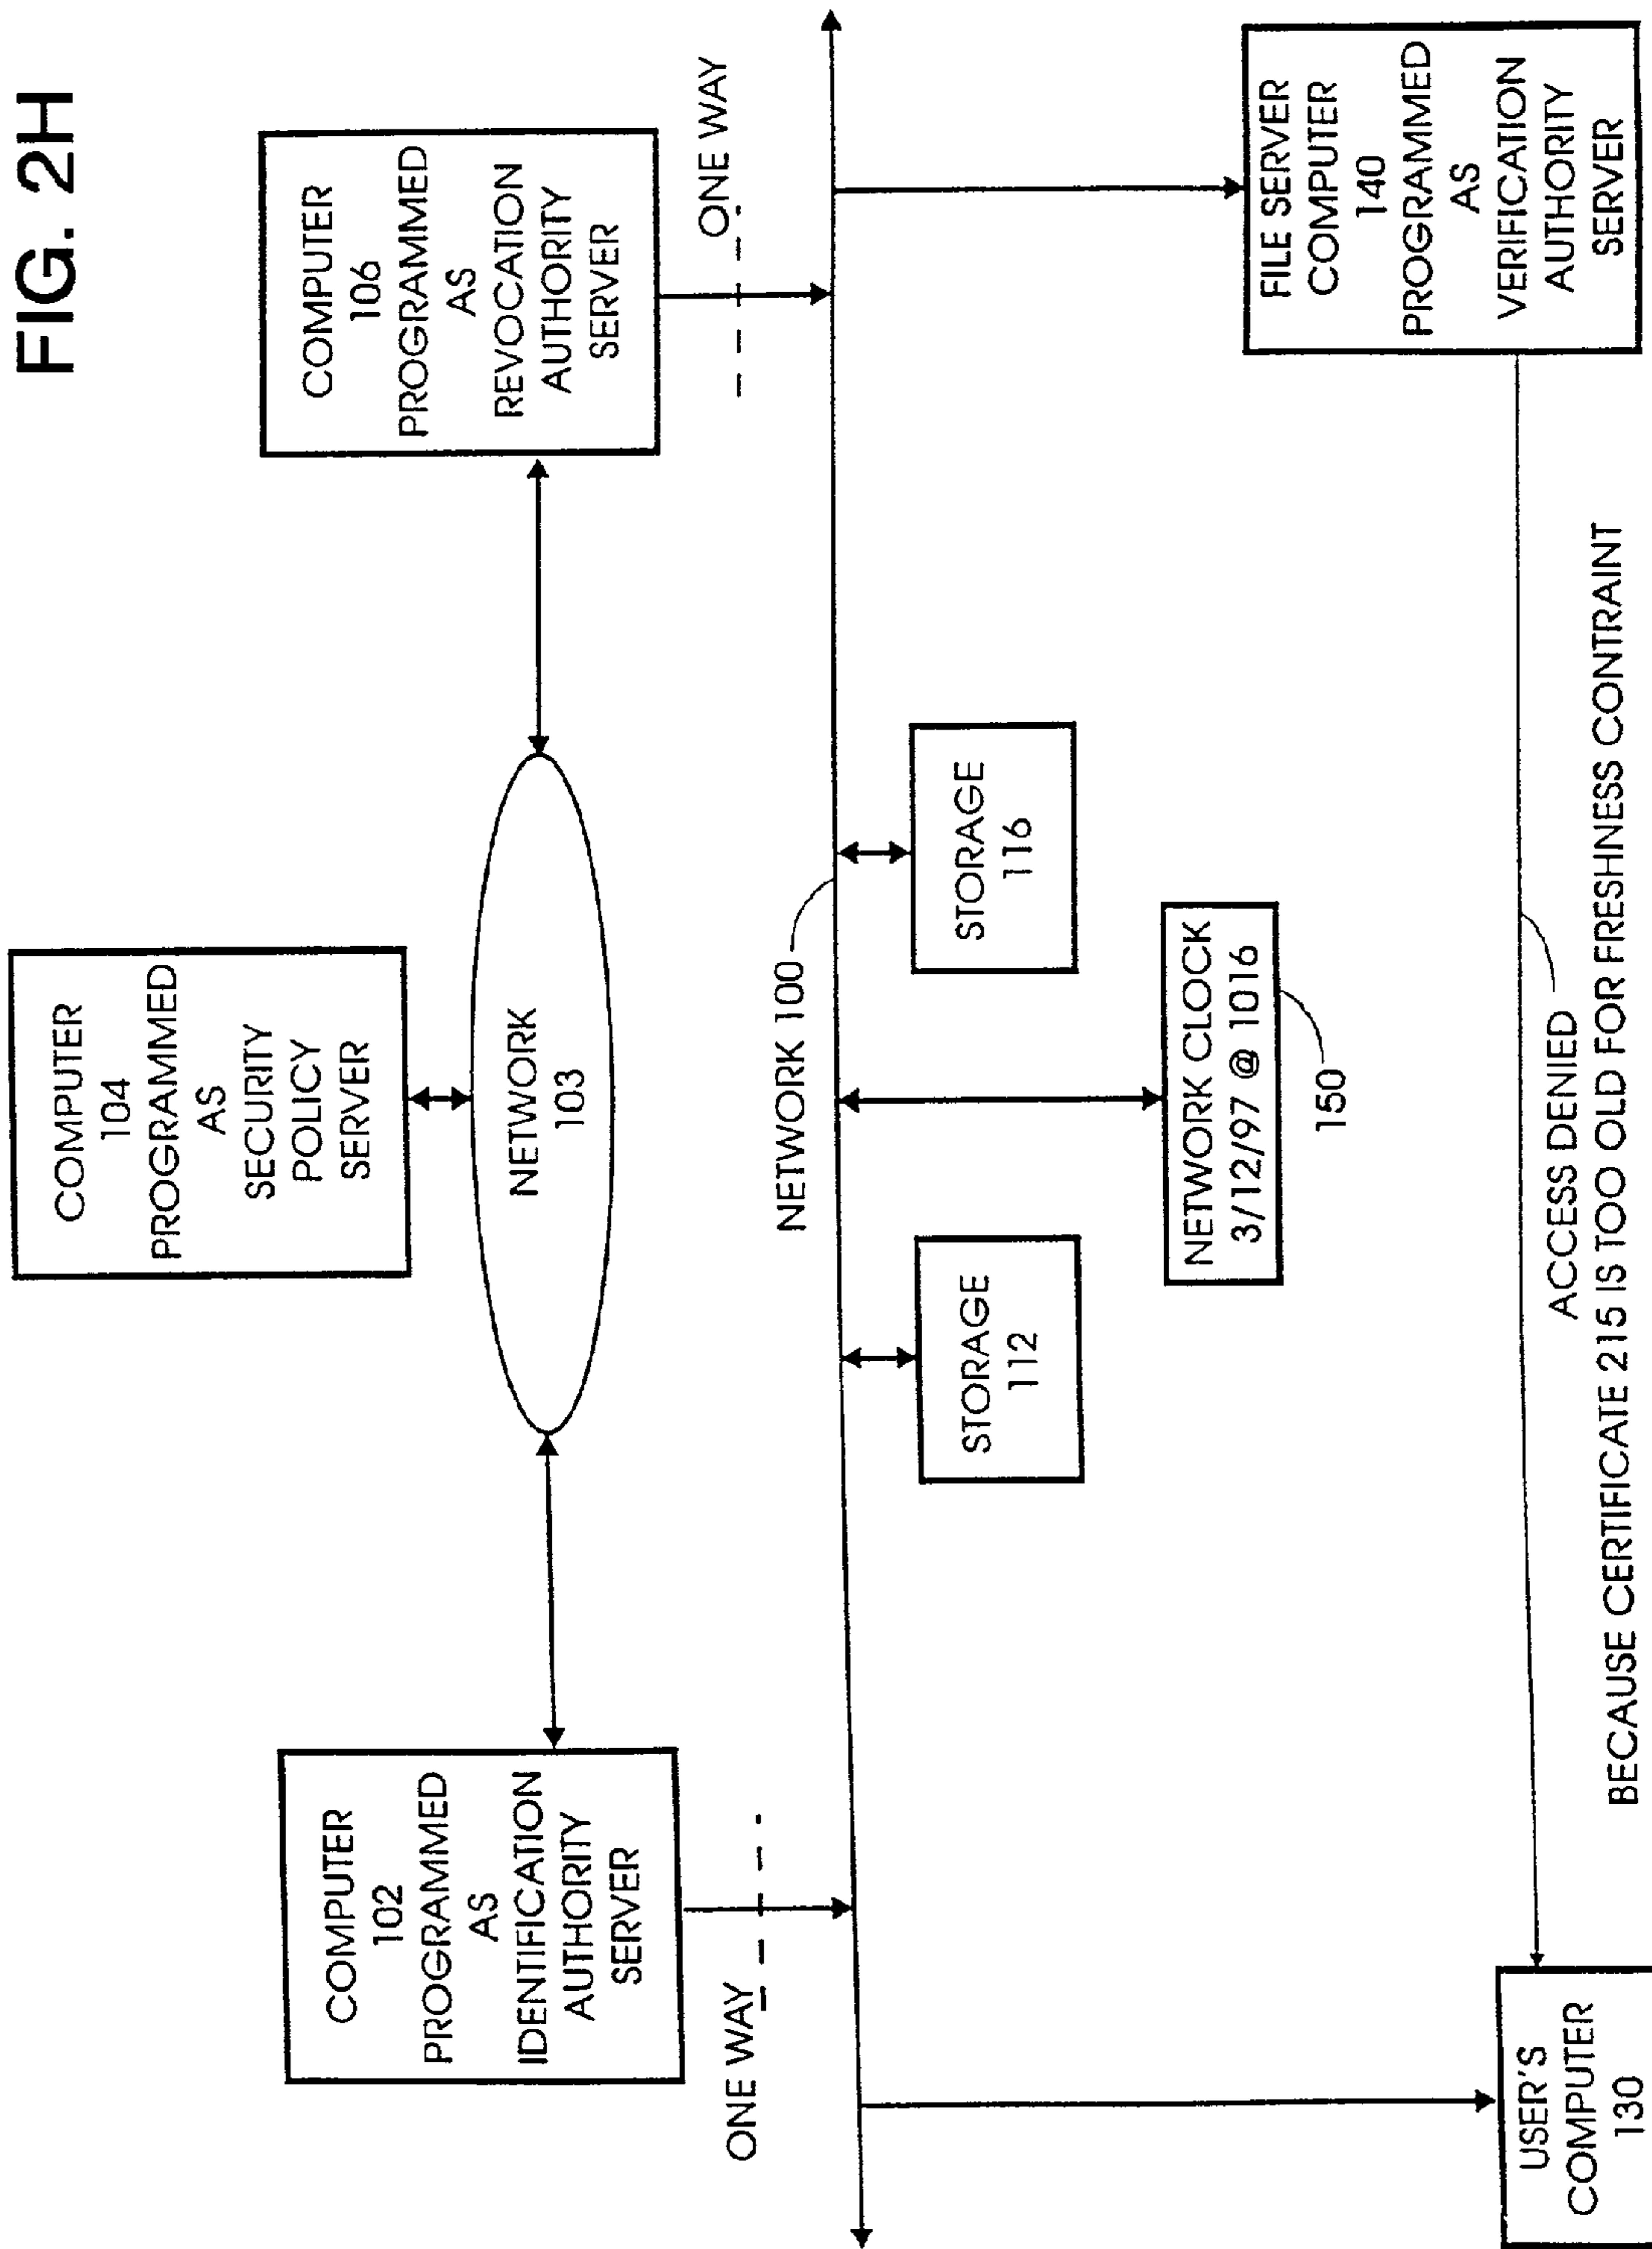 FIG. 2H
COMPUTER
104
PROGRAMMED
AS
SECURITY
POLICY
SERVER
COMPUTER
102
PROGRAMMED
AS
IDENTIFICATION
AUTHORITY
SERVER
NETWORK
103
COMPUTER
106
PROGRAMMED
AS
REVOCATION
AUTHORITY
SERVER
ONE WAY
ONE WAY
NETWORK 100
STORAGE
112
STORAGE
116
NETWORK CLOCK
3/12/97 @ 1016
150
USER'S
COMPUTER
130
FILE SERVER
COMPUTER
140
PROGRAMMED
AS
VERIFICATION
AUTHORITY
SERVER
ACCESS DENIED
BECAUSE CERTIFICATE 215 IS TOO OLD FOR FRESHNESS CONTRAINT